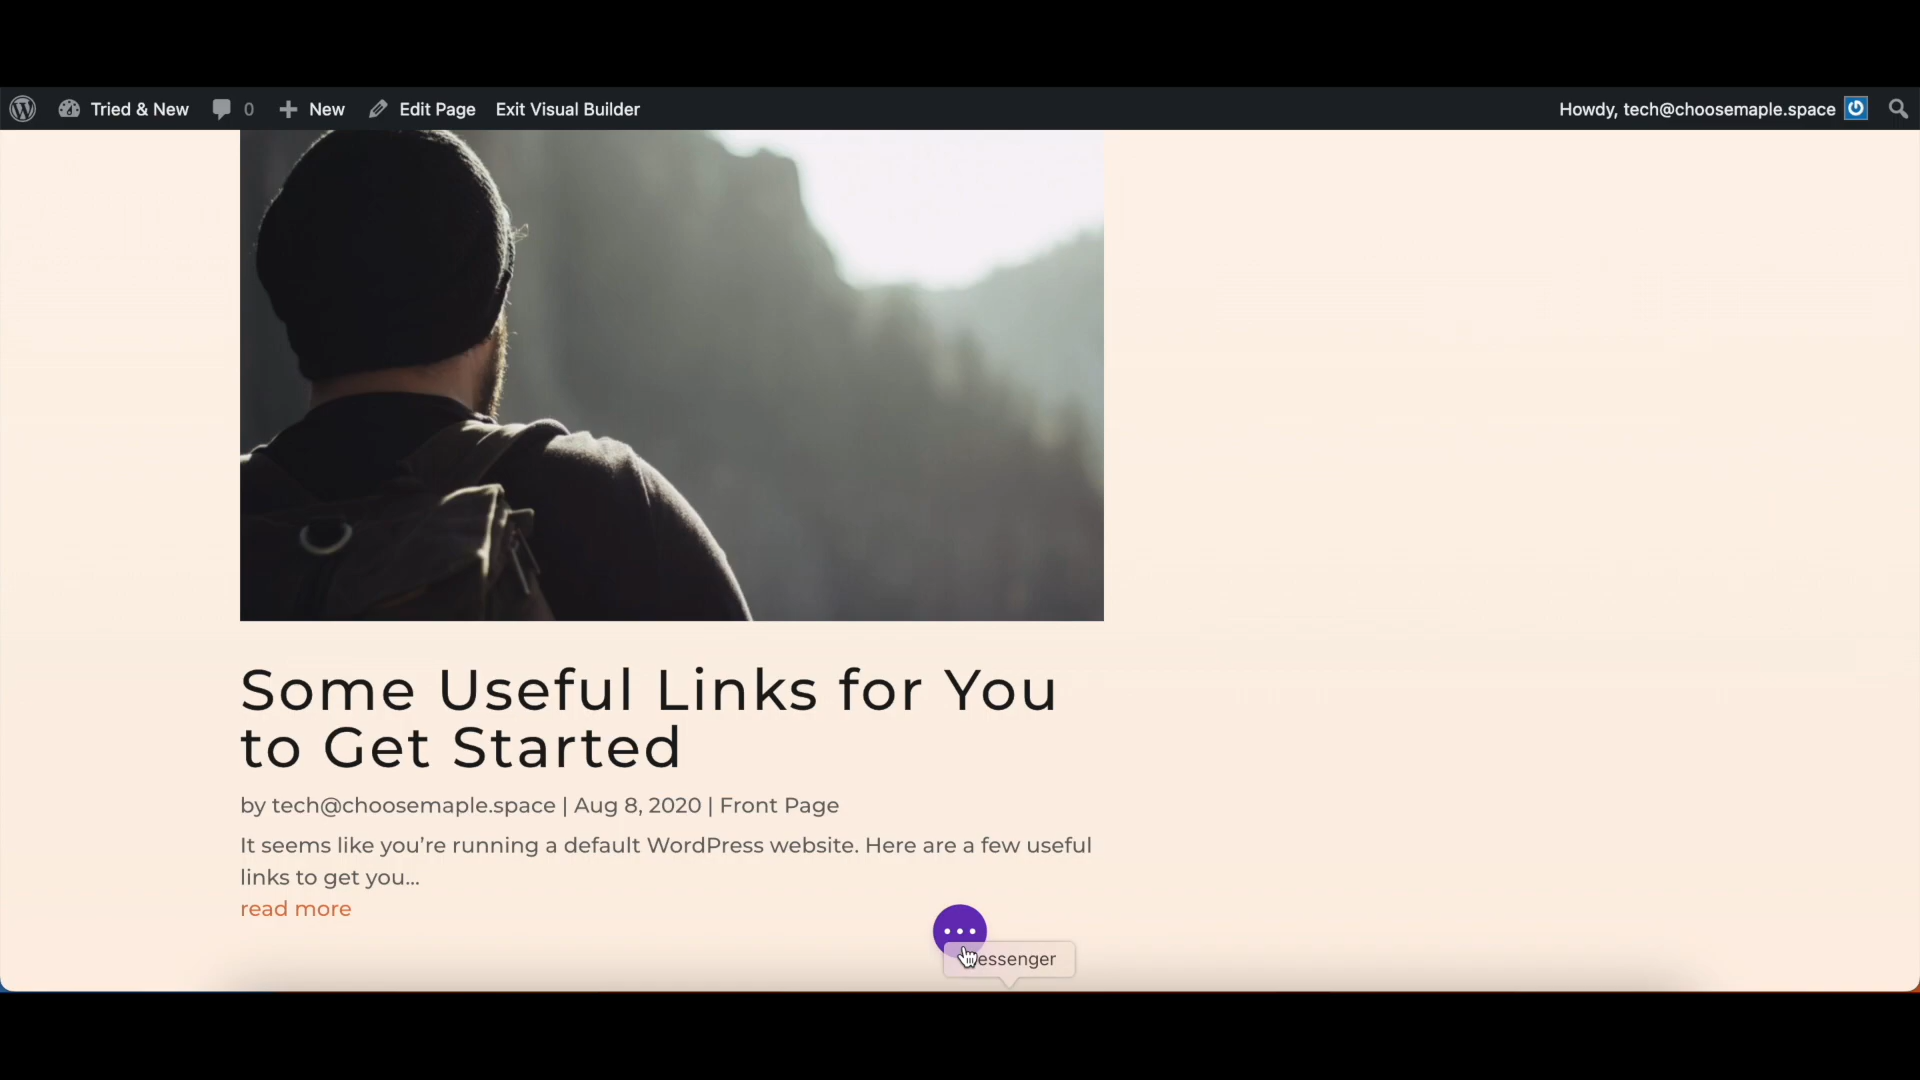 Tried & New 0 New Edit Page Exit Visual Builder Howdy, tech@choosemaple.space
Some Useful Links for You
to Get Started
by tech@choosemaple.space | Aug 8, 2020 | Front Page
It seems like you’re running a default WordPress website. Here are a few useful
links to get you...
read more